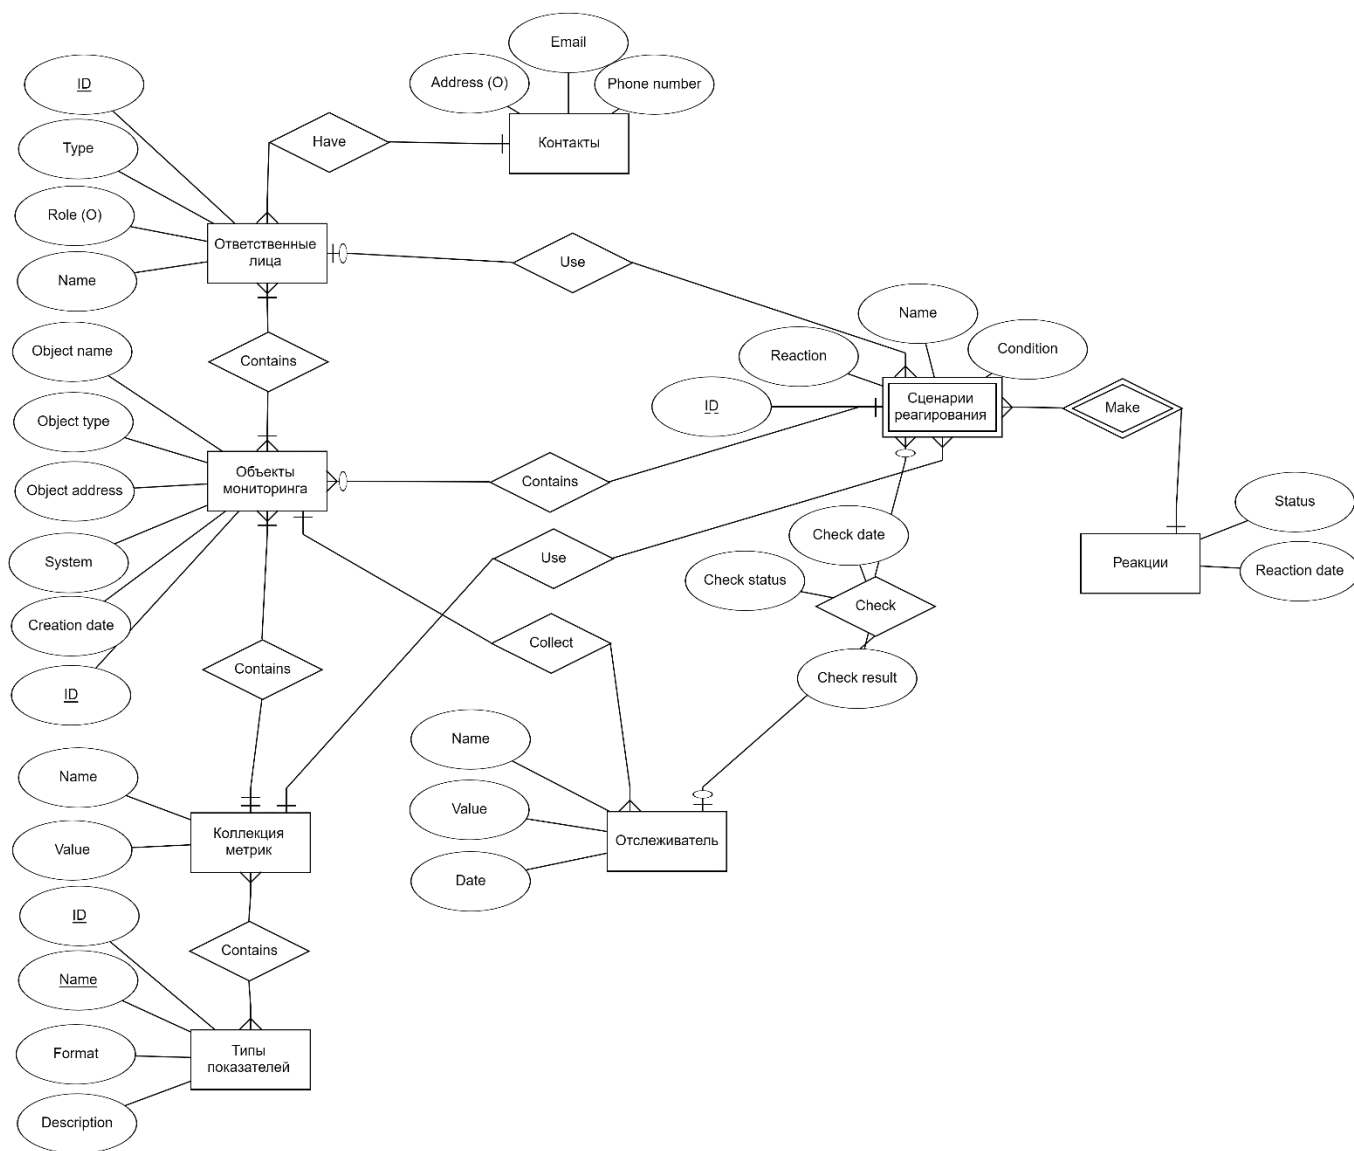 Email
Address (O)
Phone number
ID
Have
Контакты
Type
Role (O)
Ответственные
лица
Use
Name
Name
Object name
Contains
Reaction
Condition
ID
Сценарии
реагирования
Make
Object type
Объекты
мониторинга
Contains
Object address
Status
Check date
System
Use
Реакции
Reaction date
Check status
Check
Creation date
Collect
Contains
Check result
ID
Name
Name
Value
Коллекция
метрик
Отслеживатель
Value
Date
ID
Contains
Name
Format
Типы
показателей
Description